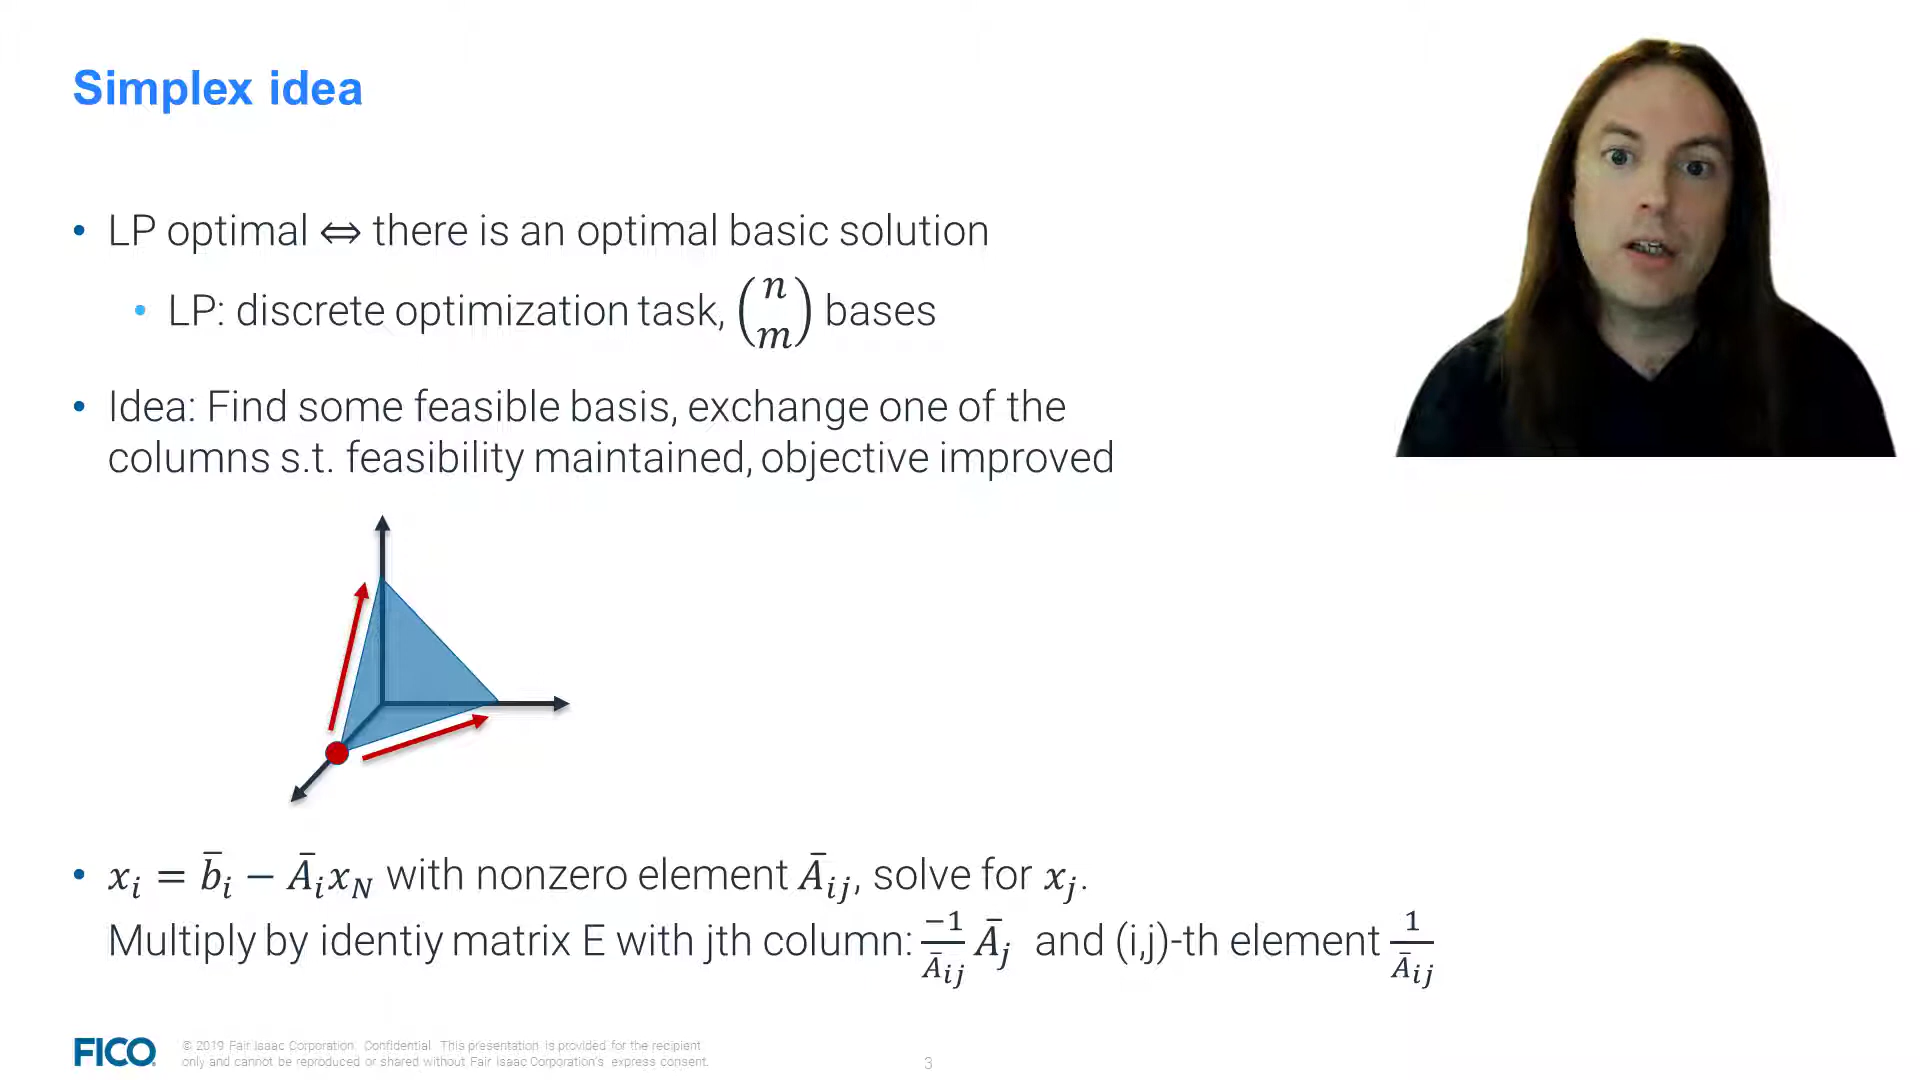 Simplex idea
• LP optimal ⇔ there is an optimal basic solution
• LP: discrete optimization task, (n m) bases
• Idea: Find some feasible basis, exchange one of the
columns s.t. feasibility maintained, objective improved
• x_i = b̄_i − Ā_i x_N with nonzero element Ā_ij, solve for x_j.
Multiply by identiy matrix E with jth column: −1/Ā_ij Ā_j and (i,j)-th element 1/Ā_ij
FICO
© 2019 Fair Isaac Corporation. Confidential. This presentation is provided for the recipient
only and cannot be reproduced or shared without Fair Isaac Corporation's express consent.
3